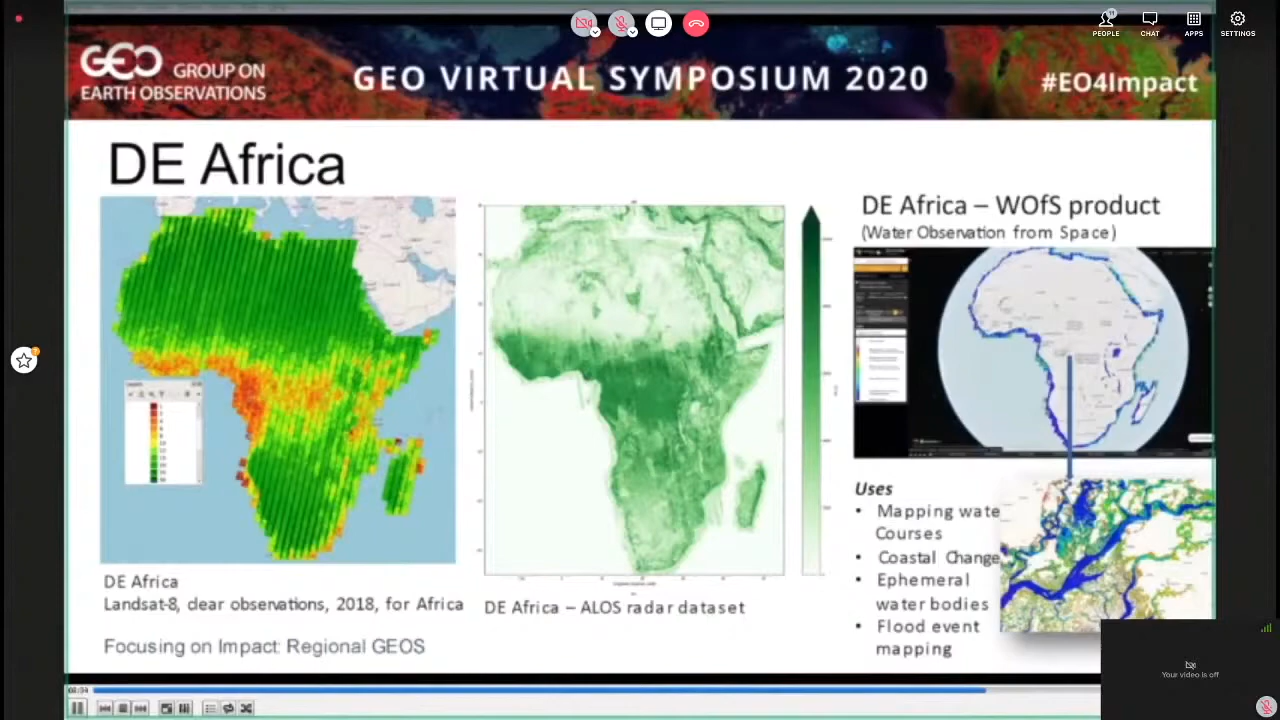 PEOPLE
CHAT
APPS
SETTINGS
11
GEO GROUP ON
EARTH OBSERVATIONS
GEO VIRTUAL SYMPOSIUM 2020
#EO4Impact
DE Africa
DE Africa – WOfS product
(Water Observation from Space)
Uses
• Mapping wate
Courses
• Coastal Change
• Ephemeral
water bodies
• Flood event
mapping
DE Africa
Landsat-8, clear observations, 2018, for Africa
DE Africa – ALOS radar dataset
Focusing on Impact: Regional GEOS
Your video is off